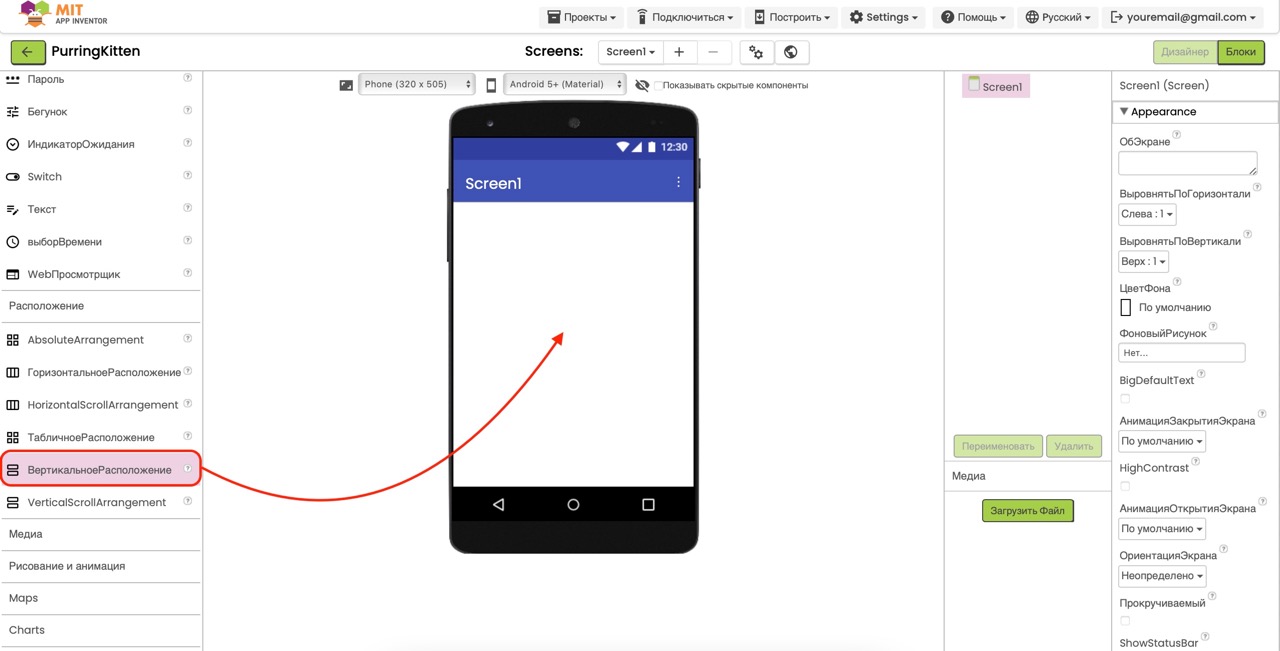 MIT
APP INVENTOR
Проекты
Подключиться
Построить
Settings
Помощь
Русский
youremail@gmail.com
PurringKitten
Screens:
Screen1
Дизайнер
Блоки
Пароль
Бегунок
ИндикаторОжидания
Switch
Текст
выборВремени
WebПросмотрщик
Расположение
AbsoluteArrangement
ГоризонтальноеРасположение
HorizontalScrollArrangement
ТабличноеРасположение
ВертикальноеРасположение
VerticalScrollArrangement
Медиа
Рисование и анимация
Maps
Charts
Phone (320 x 505)
Android 5+ (Material)
Показывать скрытые компоненты
12:30
Screen1
Screen1
Переименовать
Удалить
Медиа
Загрузить Файл
Screen1 (Screen)
Appearance
ОбЭкране
ВыровнятьПоГоризонтали
Слева : 1
ВыровнятьПоВертикали
Верх : 1
ЦветФона
По умолчанию
ФоновыйРисунок
Нет...
BigDefaultText
АнимацияЗакрытияЭкрана
По умолчанию
HighContrast
АнимацияОткрытияЭкрана
По умолчанию
ОриентацияЭкрана
Неопределено
Прокручиваемый
ShowStatusBar